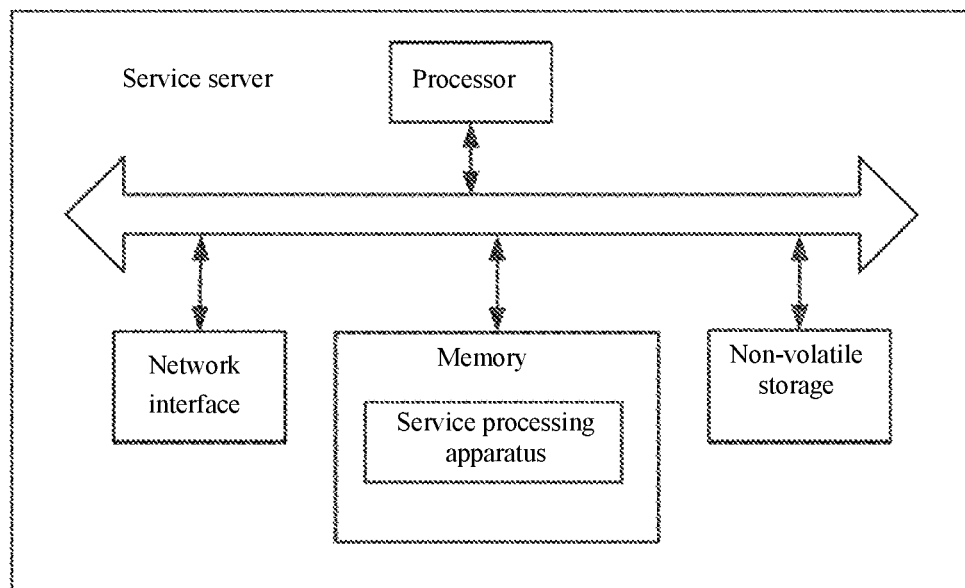 Service server
Processor
Network
interface
Memory
Service processing
apparatus
Non-volatile
storage